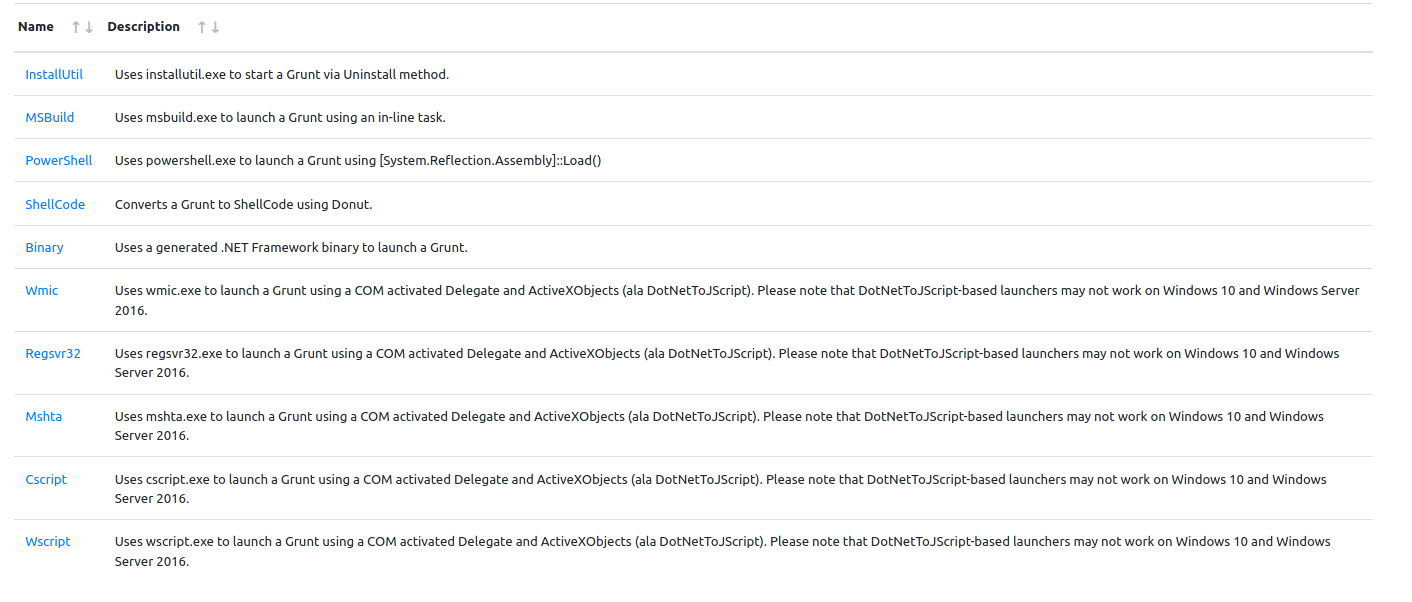 Name ↑↓ Description ↑↓
InstallUtil Uses installutil.exe to start a Grunt via Uninstall method.
MSBuild Uses msbuild.exe to launch a Grunt using an in-line task.
PowerShell Uses powershell.exe to launch a Grunt using [System.Reflection.Assembly]::Load()
ShellCode Converts a Grunt to ShellCode using Donut.
Binary Uses a generated .NET Framework binary to launch a Grunt.
Wmic Uses wmic.exe to launch a Grunt using a COM activated Delegate and ActiveXObjects (ala DotNetToJScript). Please note that DotNetToJScript-based launchers may not work on Windows 10 and Windows Server
2016.
Regsvr32 Uses regsvr32.exe to launch a Grunt using a COM activated Delegate and ActiveXObjects (ala DotNetToJScript). Please note that DotNetToJScript-based launchers may not work on Windows 10 and Windows
Server 2016.
Mshta Uses mshta.exe to launch a Grunt using a COM activated Delegate and ActiveXObjects (ala DotNetToJScript). Please note that DotNetToJScript-based launchers may not work on Windows 10 and Windows
Server 2016.
Cscript Uses cscript.exe to launch a Grunt using a COM activated Delegate and ActiveXObjects (ala DotNetToJScript). Please note that DotNetToJScript-based launchers may not work on Windows 10 and Windows
Server 2016.
Wscript Uses wscript.exe to launch a Grunt using a COM activated Delegate and ActiveXObjects (ala DotNetToJScript). Please note that DotNetToJScript-based launchers may not work on Windows 10 and Windows
Server 2016.